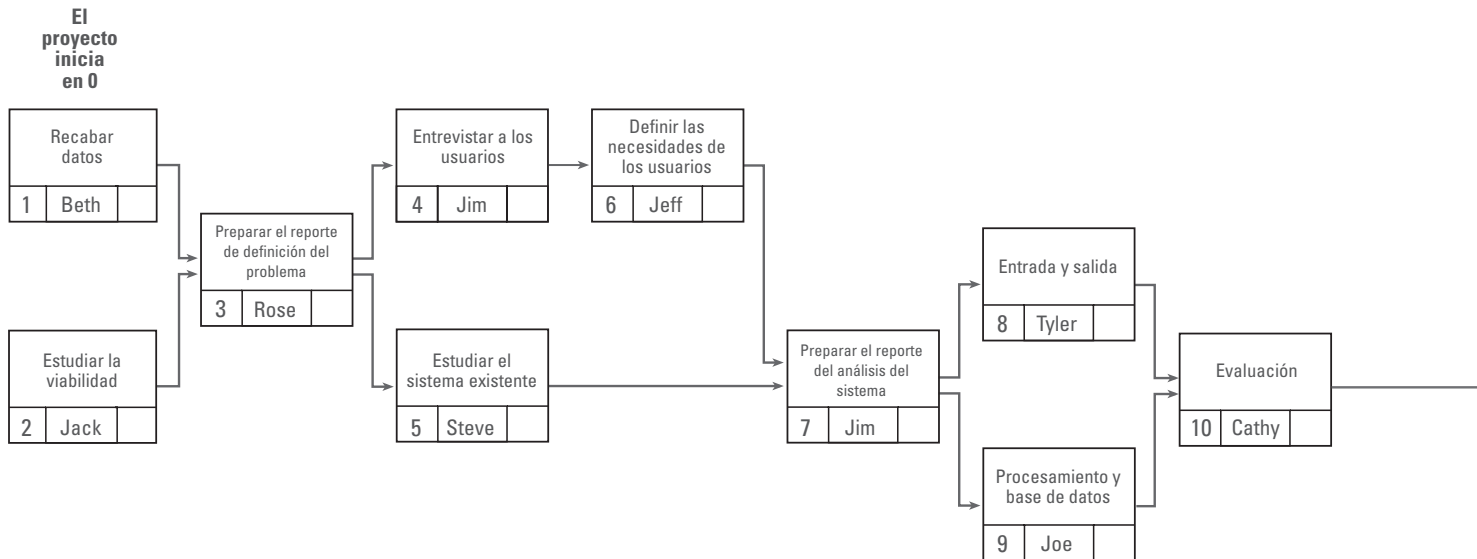 El
proyecto
inicia
en 0
Recabar
datos
1 Beth
Estudiar la
viabilidad
2 Jack
Preparar el reporte
de definición del
problema
3 Rose
Entrevistar a los
usuarios
4 Jim
Estudiar el
sistema existente
5 Steve
Definir las
necesidades de
los usuarios
6 Jeff
Preparar el reporte
del análisis del
sistema
7 Jim
Entrada y salida
8 Tyler
Procesamiento y
base de datos
9 Joe
Evaluación
10 Cathy